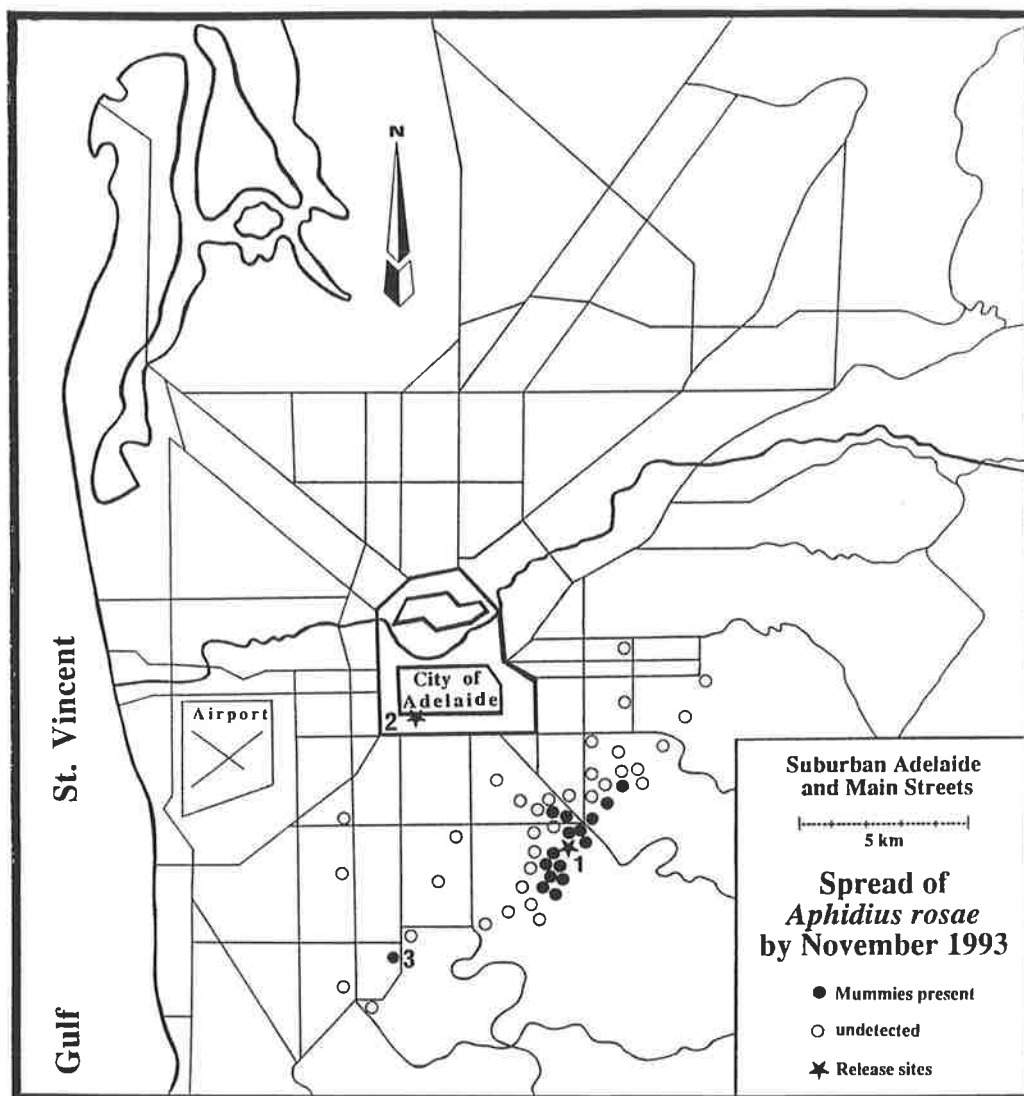 N
City of
Adelaide
2
Airport
St. Vincent
Gulf
1
3
Suburban Adelaide
and Main Streets
5 km
Spread of
Aphidius rosae
by November 1993
Mummies present
undetected
Release sites